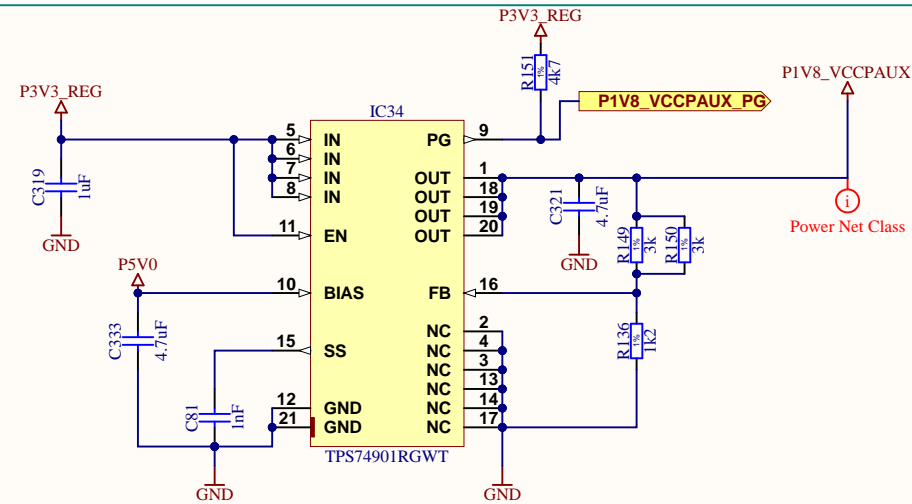 P3V3_REG
R151
1%
4k7
P1V8_VCCPAUX
P3V3_REG
P1V8_VCCPAUX_PG
IC34
5 IN PG 9
6 IN
7 IN OUT 1
8 IN OUT 18
OUT 19
11 EN OUT 20
C319
1uF
GND
C321
4.7uF
GND
R149
1%
3k
R150
1%
3k
i
Power Net Class
P5V0
10 BIAS FB 16
C333
4.7uF
15 SS
NC 2
NC 4
NC 3
NC 13
12 GND NC 14
21 GND NC 17
R136
1%
1k2
C81
1nF
TPS74901RGWT
GND
GND